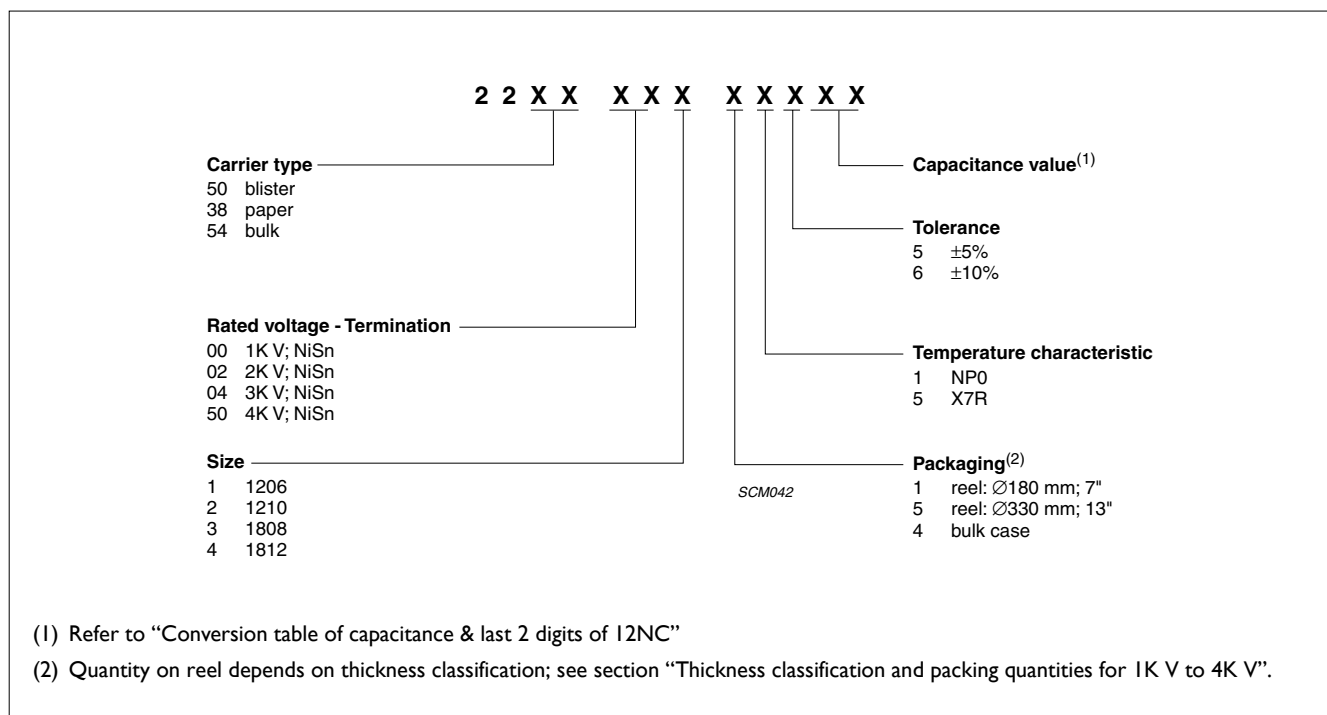 2 2 X X X X X X X X X X
Carrier type
50 blister
38 paper
54 bulk
Rated voltage - Termination
00 1K V; NiSn
02 2K V; NiSn
04 3K V; NiSn
50 4K V; NiSn
Size
1 1206
2 1210
3 1808
4 1812
Capacitance value(1)
Tolerance
5 ±5%
6 ±10%
Temperature characteristic
1 NP0
5 X7R
Packaging(2)
1 reel: ∅180 mm; 7"
5 reel: ∅330 mm; 13"
4 bulk case
SCM042
(1) Refer to “Conversion table of capacitance & last 2 digits of 12NC”
(2) Quantity on reel depends on thickness classification; see section “Thickness classification and packing quantities for 1K V to 4K V”.